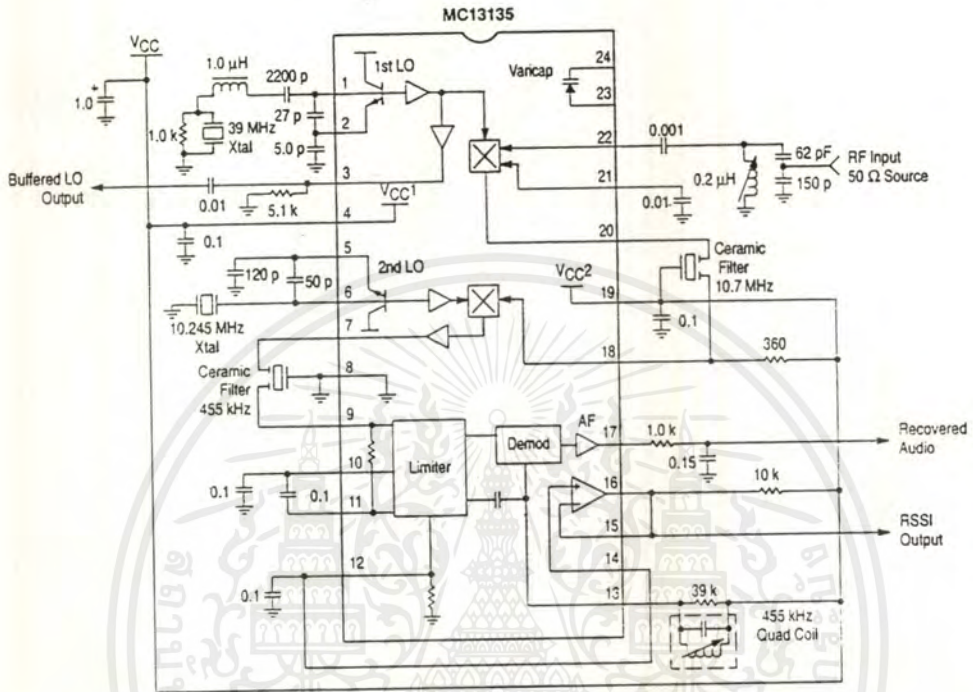 MC13135
VCC
1.0 +
1.0 µH
2200 p
1.0 k
39 MHz
Xtal
27 p
5.0 p
1
2
1st LO
Varicap
24
23
22
0.001
62 pF
RF Input
50 Ω Source
150 p
0.2 µH
21
0.01
Buffered LO
Output
0.01
5.1 k
3
VCC1
4
0.1
20
Ceramic
Filter
10.7 MHz
5
2nd LO
120 p
50 p
6
10.245 MHz
Xtal
7
VCC2
19
0.1
18
360
Ceramic
Filter
455 kHz
8
9
Limiter
Demod
AF
17
1.0 k
Recovered
Audio
0.15
10
0.1
0.1
11
16
10 k
15
RSSI
Output
14
12
0.1
13
39 k
455 kHz
Quad Coil